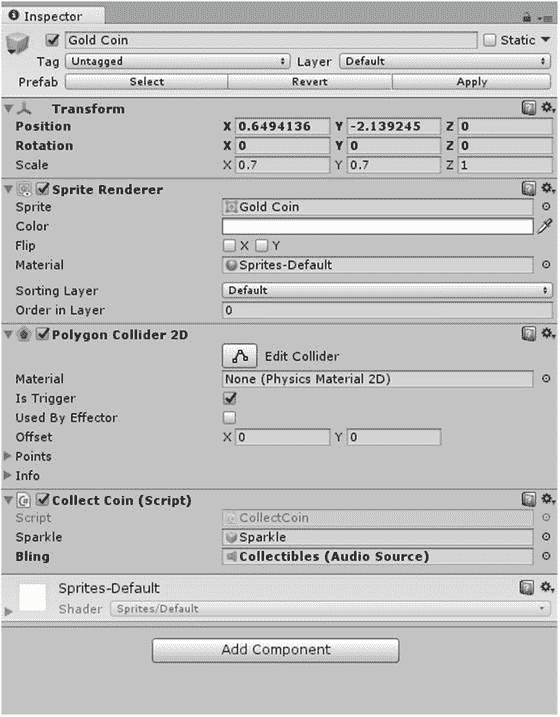 Inspector
Gold Coin Static
Tag Untagged Layer Default
Prefab Select Revert Apply
Transform
Position X 0.6494136 Y -2.139245 Z 0
Rotation X 0 Y 0 Z 0
Scale X 0.7 Y 0.7 Z 1
Sprite Renderer
Sprite Gold Coin
Color
Flip X Y
Material Sprites-Default
Sorting Layer Default
Order in Layer 0
Polygon Collider 2D
Edit Collider
Material None (Physics Material 2D)
Is Trigger
Used By Effector
Offset X 0 Y 0
Points
Info
Collect Coin (Script)
Script CollectCoin
Sparkle Sparkle
Bling Collectibles (Audio Source)
Sprites-Default
Shader Sprites/Default
Add Component